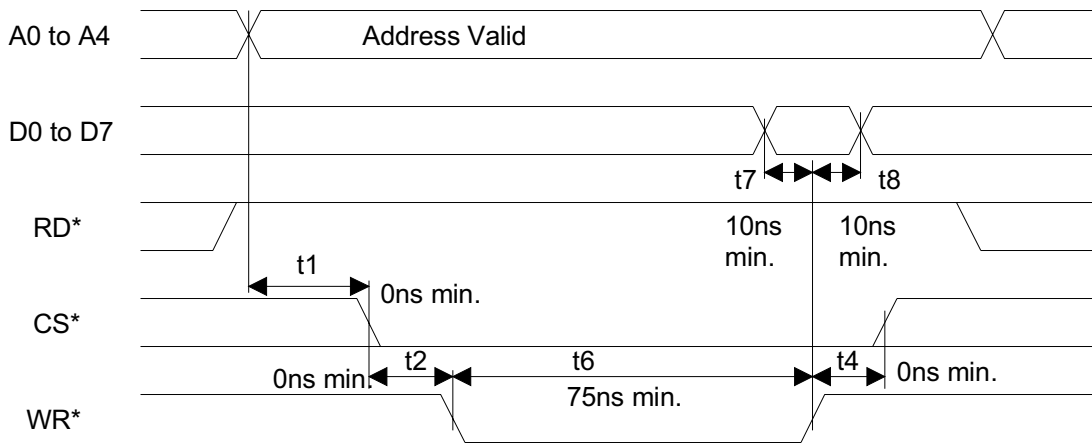 A0 to A4
Address Valid
D0 to D7
t7
t8
RD*
10ns
min.
10ns
min.
t1
0ns min.
CS*
t2
t6
t4
0ns min.
75ns min.
0ns min.
WR*